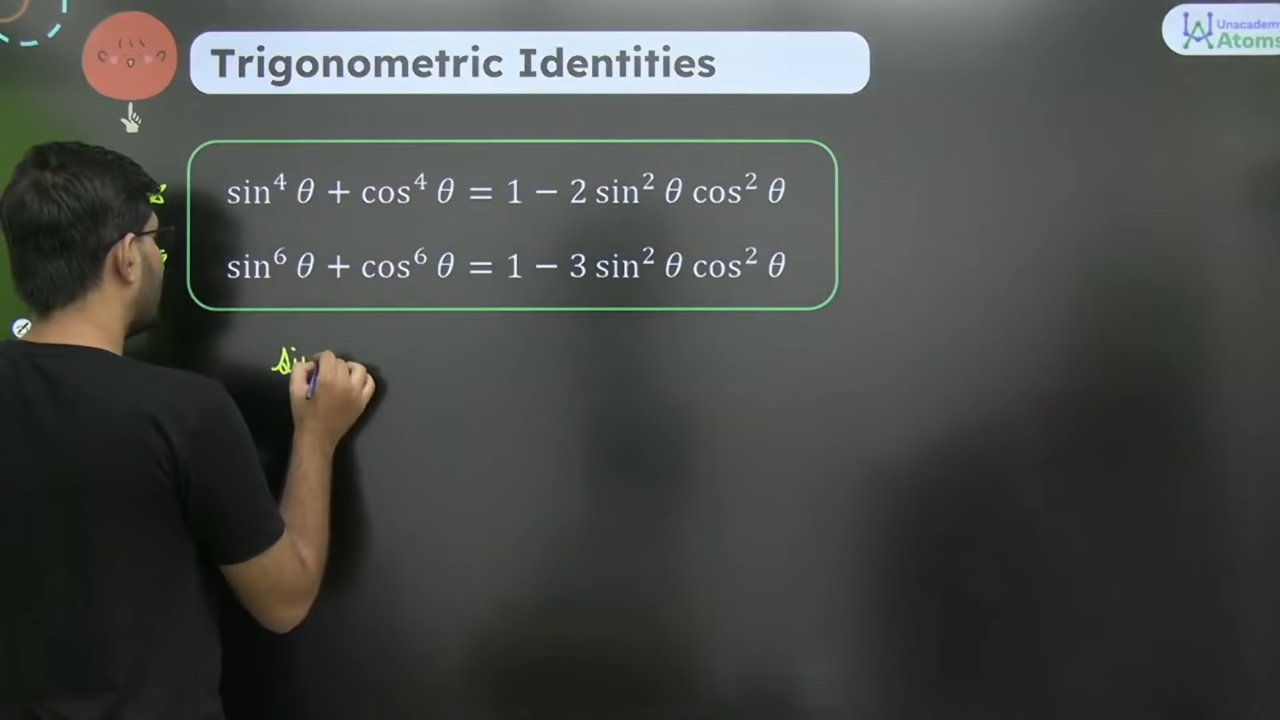 Trigonometric Identities
Unacademy
Atoms
sin⁴ θ + cos⁴ θ = 1 − 2 sin² θ cos² θ
sin⁶ θ + cos⁶ θ = 1 − 3 sin² θ cos² θ